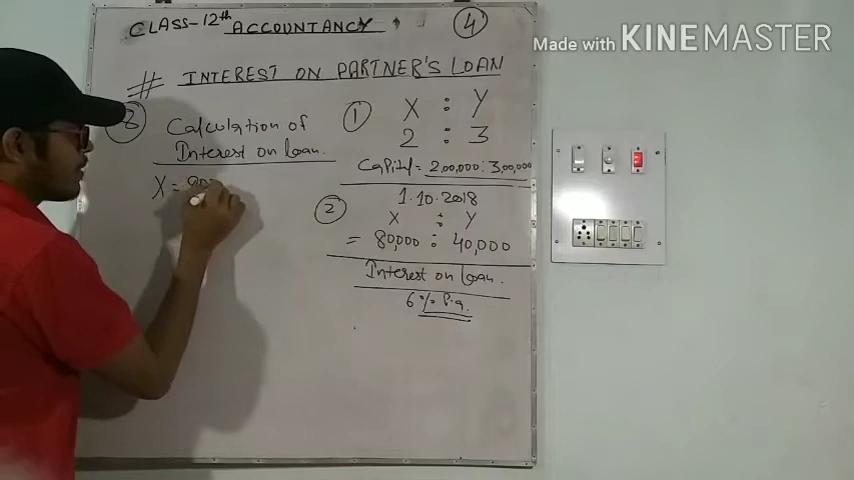 CLASS-12th ACCOUNTANCY 4
Made with KINEMASTER
# INTEREST ON PARTNER'S LOAN
Calculation of
Interest on loan.
X =
① X : Y
2 : 3
Capital = 2,00,000 : 3,00,000
1.10.2018
② X : Y
= 80,000 : 40,000
Interest on loan.
6% P.a.